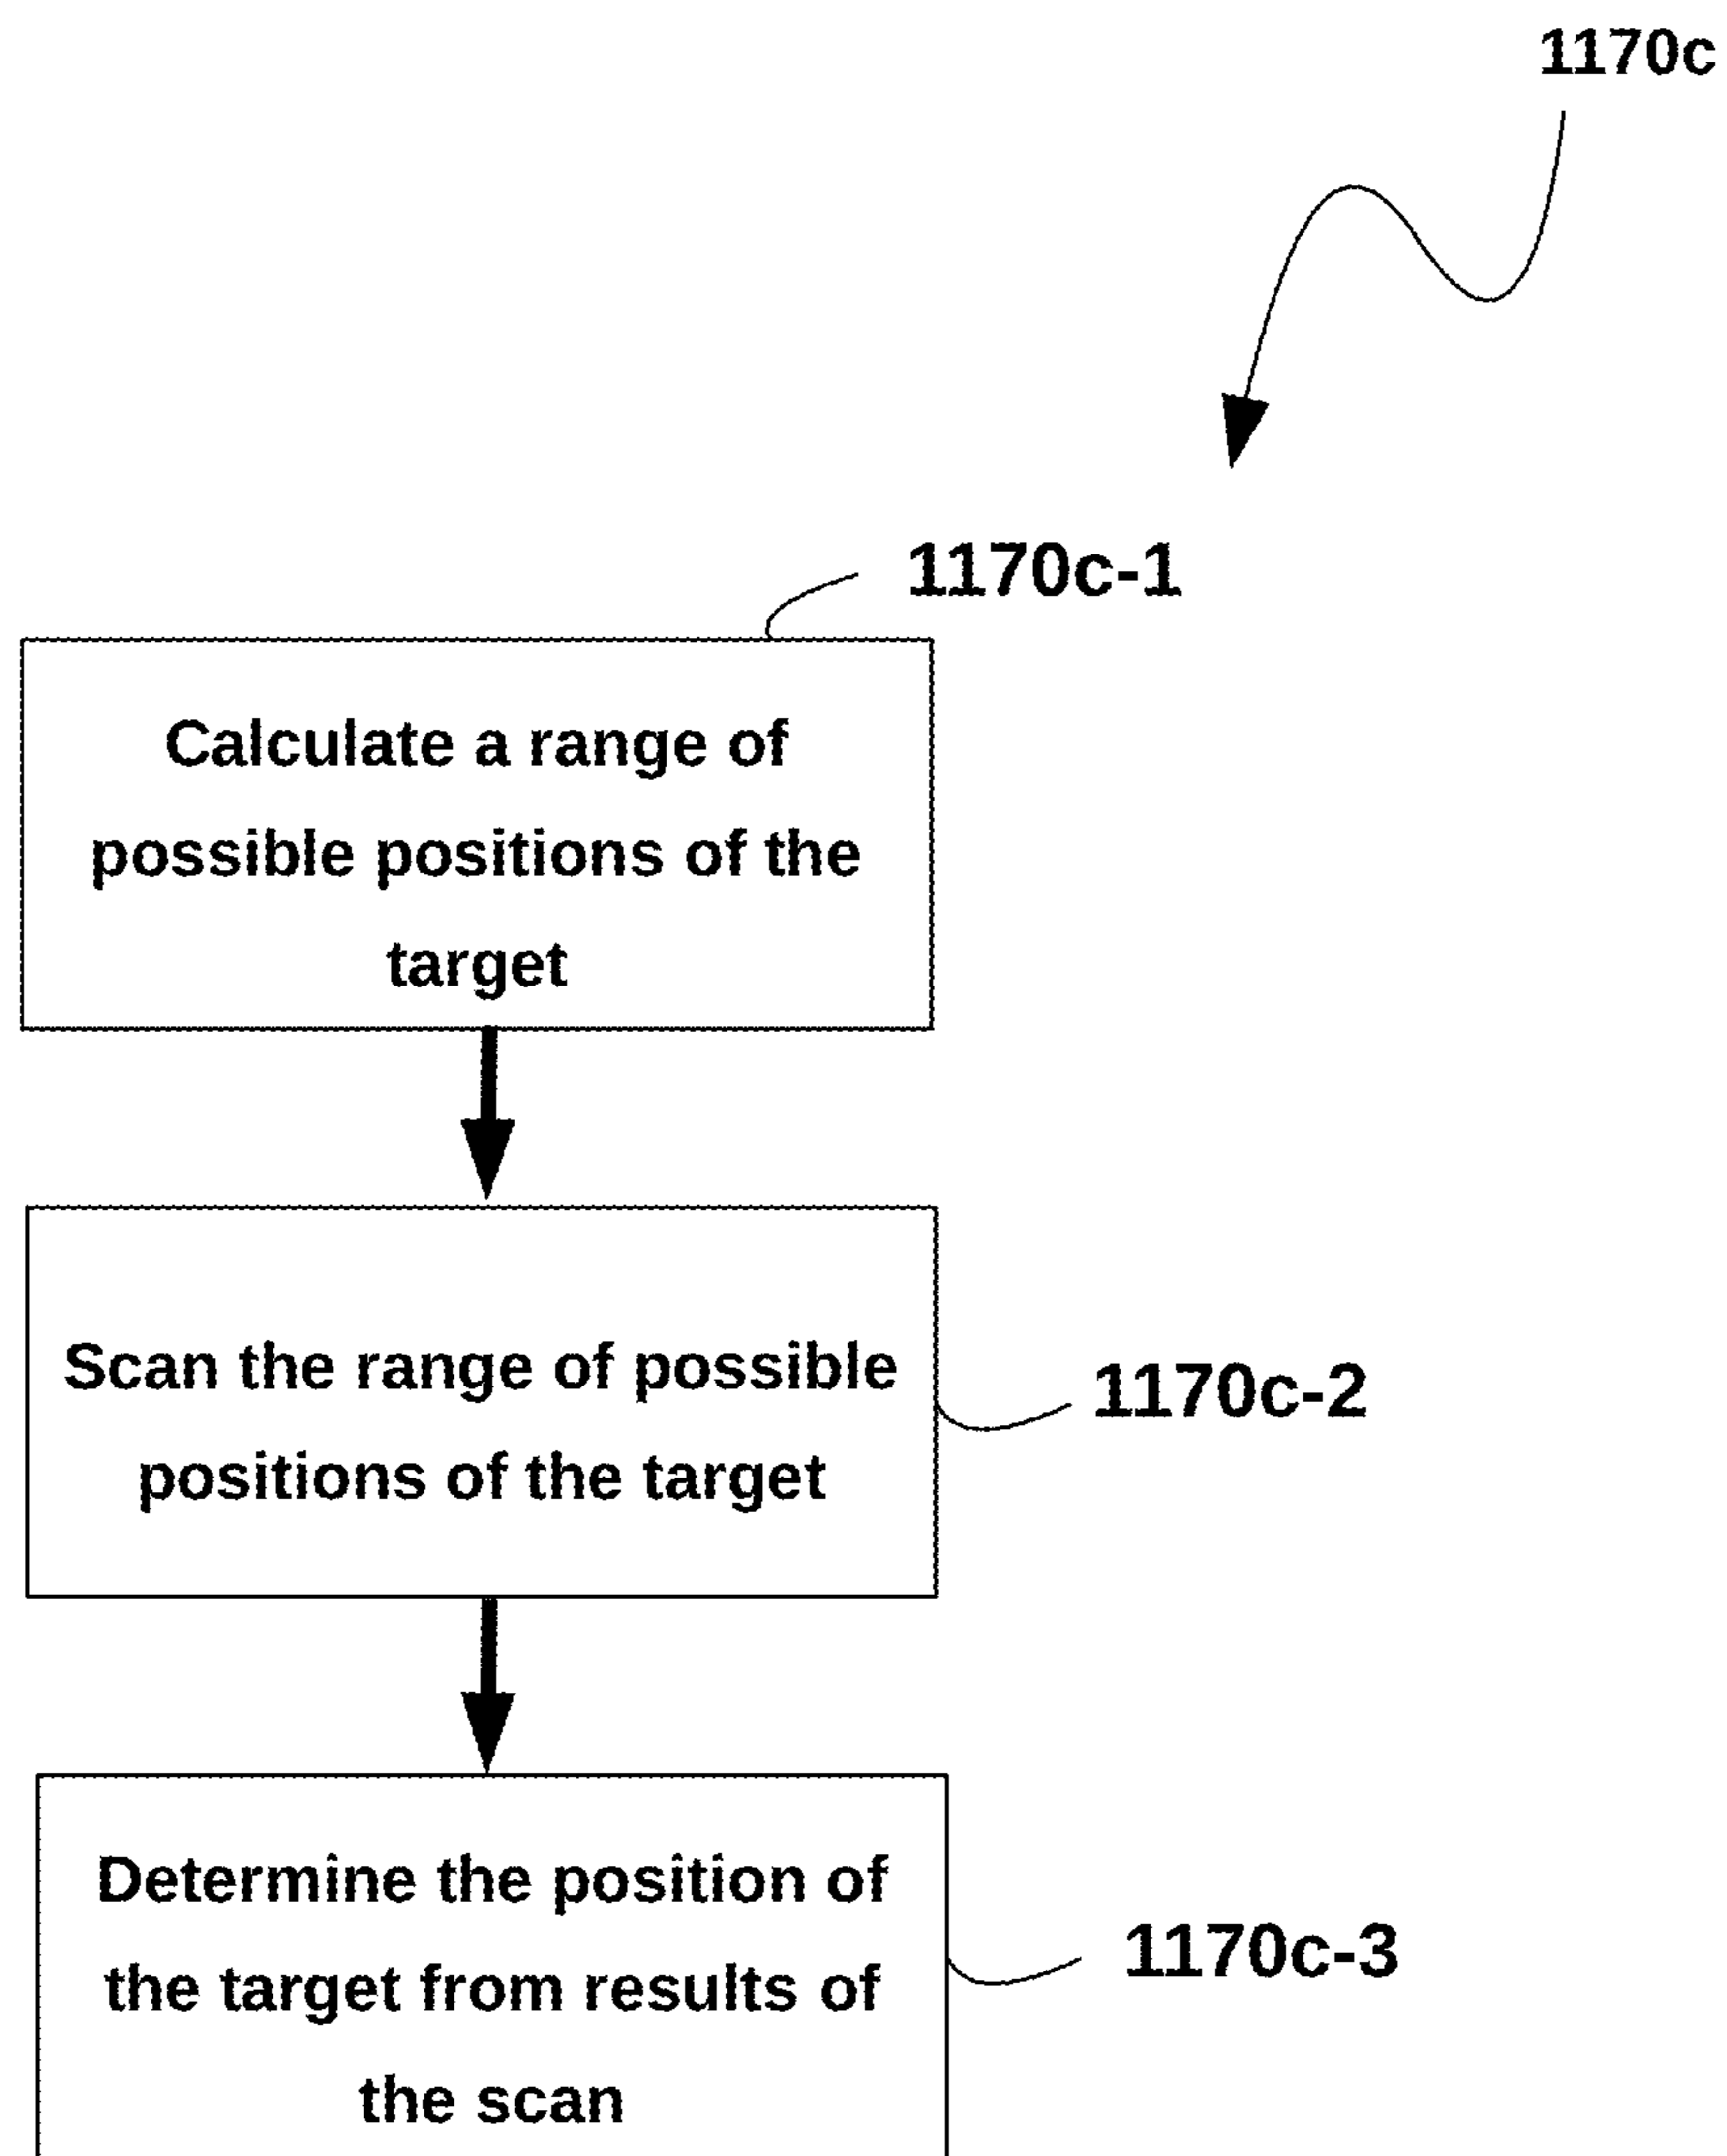 1170c
1170c-1
Calculate a range of
possible positions of the
target
Scan the range of possible
positions of the target
1170c-2
Determine the position of
the target from results of
the scan
1170c-3